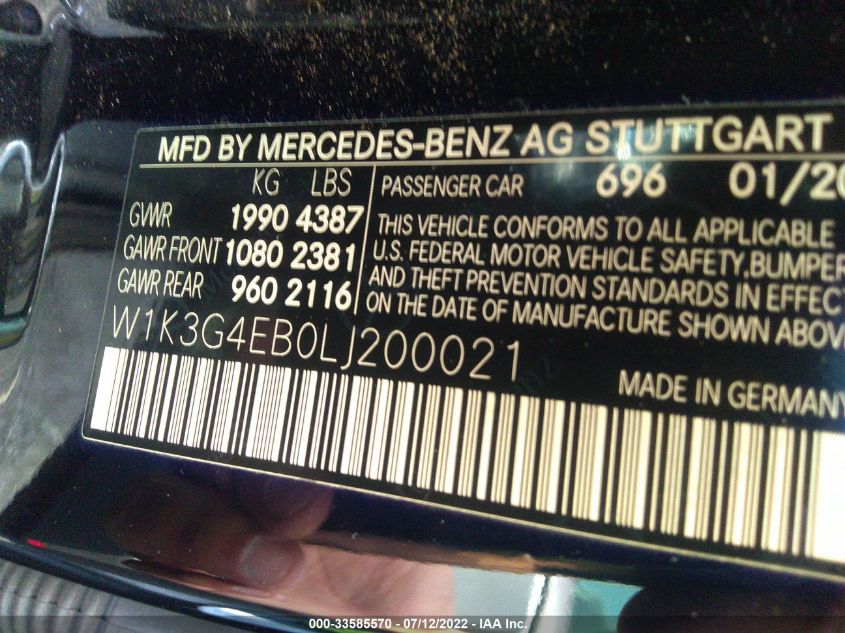 MFD BY MERCEDES-BENZ AG STUTTGART
KG LBS
GVWR 1990 4387
GAWR FRONT 1080 2381
GAWR REAR 960 2116
PASSENGER CAR 696 01/20
THIS VEHICLE CONFORMS TO ALL APPLICABLE
U.S. FEDERAL MOTOR VEHICLE SAFETY,BUMPER
AND THEFT PREVENTION STANDARDS IN EFFECT
ON THE DATE OF MANUFACTURE SHOWN ABOVE
W1K3G4EB0LJ200021
MADE IN GERMANY
000-33585570 - 07/12/2022 - IAA Inc.